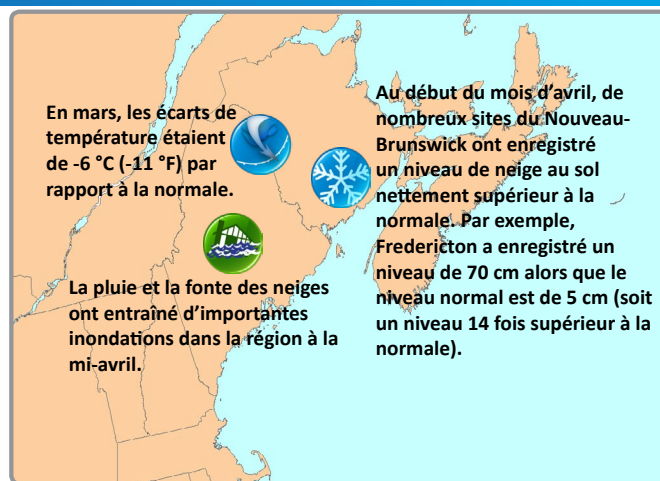 En mars, les écarts de
température étaient
de -6 °C (-11 °F) par
rapport à la normale.
La pluie et la fonte des neiges
ont entraîné d'importantes
inondations dans la région à la
mi-avril.
Au début du mois d'avril, de
nombreux sites du Nouveau-
Brunswick ont enregistré
un niveau de neige au sol
nettement supérieur à la
normale. Par exemple,
Fredericton a enregistré un
niveau de 70 cm alors que le
niveau normal est de 5 cm (soit
un niveau 14 fois supérieur à la
normale).